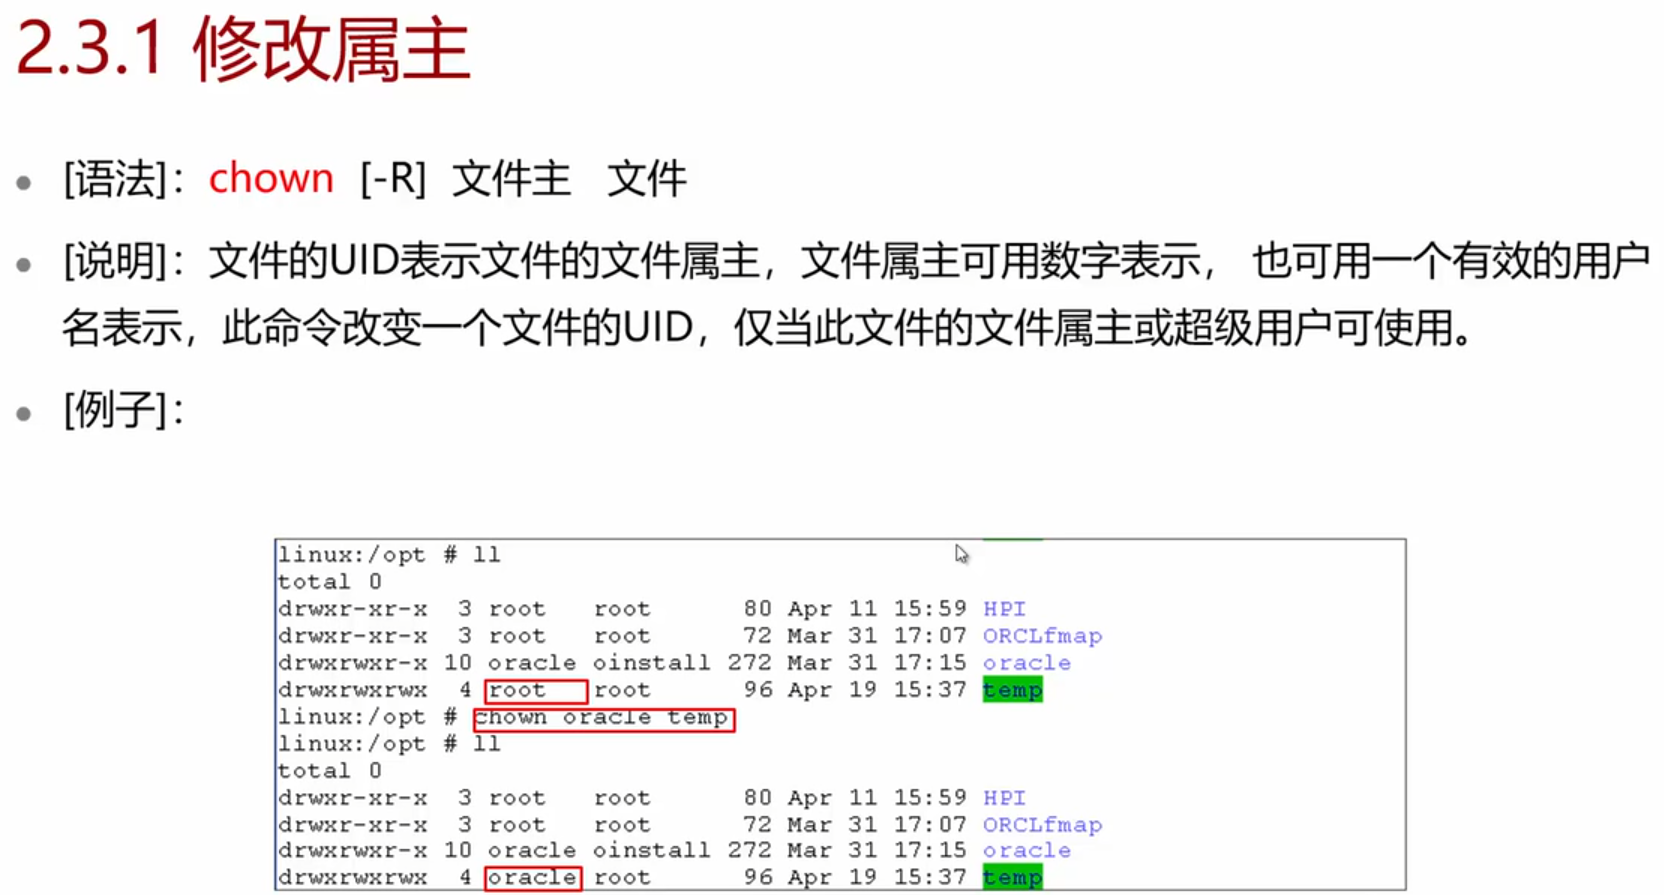 2.3.1 修改属主
[语法]：chown [-R] 文件主 文件
[说明]：文件的UID表示文件的文件属主，文件属主可用数字表示， 也可用一个有效的用户
名表示，此命令改变一个文件的UID，仅当此文件的文件属主或超级用户可使用。
[例子]：
linux:/opt # ll
total 0
drwxr-xr-x 3 root root 80 Apr 11 15:59 HPI
drwxr-xr-x 3 root root 72 Mar 31 17:07 ORCLfmap
drwxrwxr-x 10 oracle oinstall 272 Mar 31 17:15 oracle
drwxrwxrwx 4 root root 96 Apr 19 15:37 temp
linux:/opt # chown oracle temp
linux:/opt # ll
total 0
drwxr-xr-x 3 root root 80 Apr 11 15:59 HPI
drwxr-xr-x 3 root root 72 Mar 31 17:07 ORCLfmap
drwxrwxr-x 10 oracle oinstall 272 Mar 31 17:15 oracle
drwxrwxrwx 4 oracle root 96 Apr 19 15:37 temp